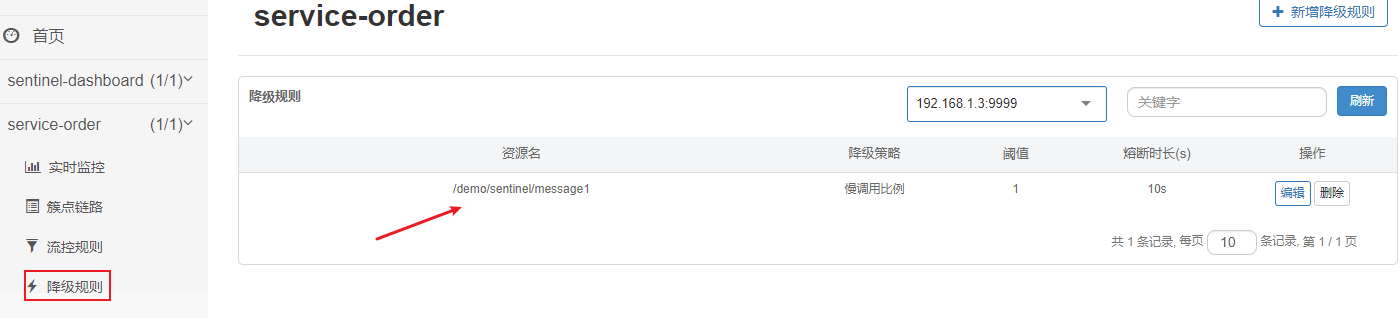 service-order
+ 新增降级规则
首页
sentinel-dashboard (1/1)
service-order (1/1)
实时监控
簇点链路
流控规则
降级规则
降级规则 192.168.1.3:9999 关键字 刷新
资源名 降级策略 阈值 熔断时长(s) 操作
/demo/sentinel/message1 慢调用比例 1 10s 编辑 删除
共 1 条记录, 每页 10 条记录, 第 1 / 1 页